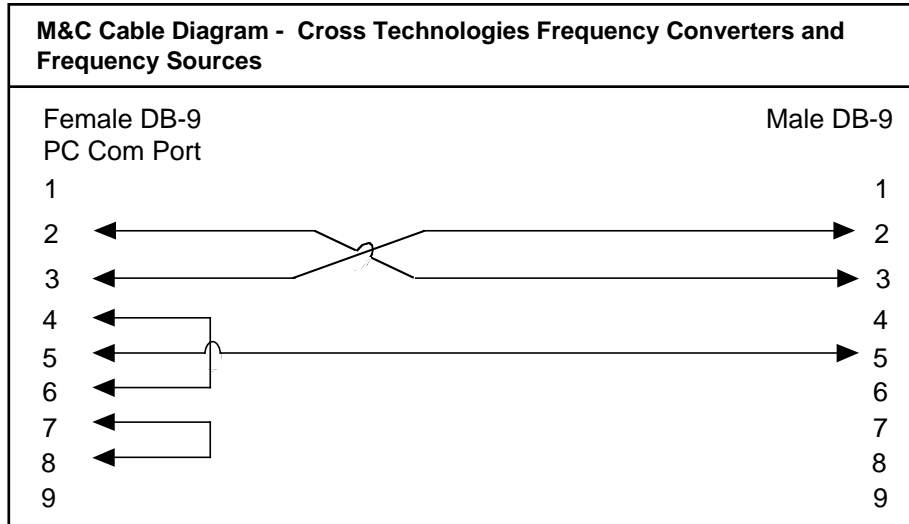 M&C Cable Diagram -  Cross Technologies Frequency Converters and
Frequency Sources
Female DB-9 Male DB-9
PC Com Port
1 1
2 2
3 3
4 4
5 5
6 6
7 7
8 8
9 9